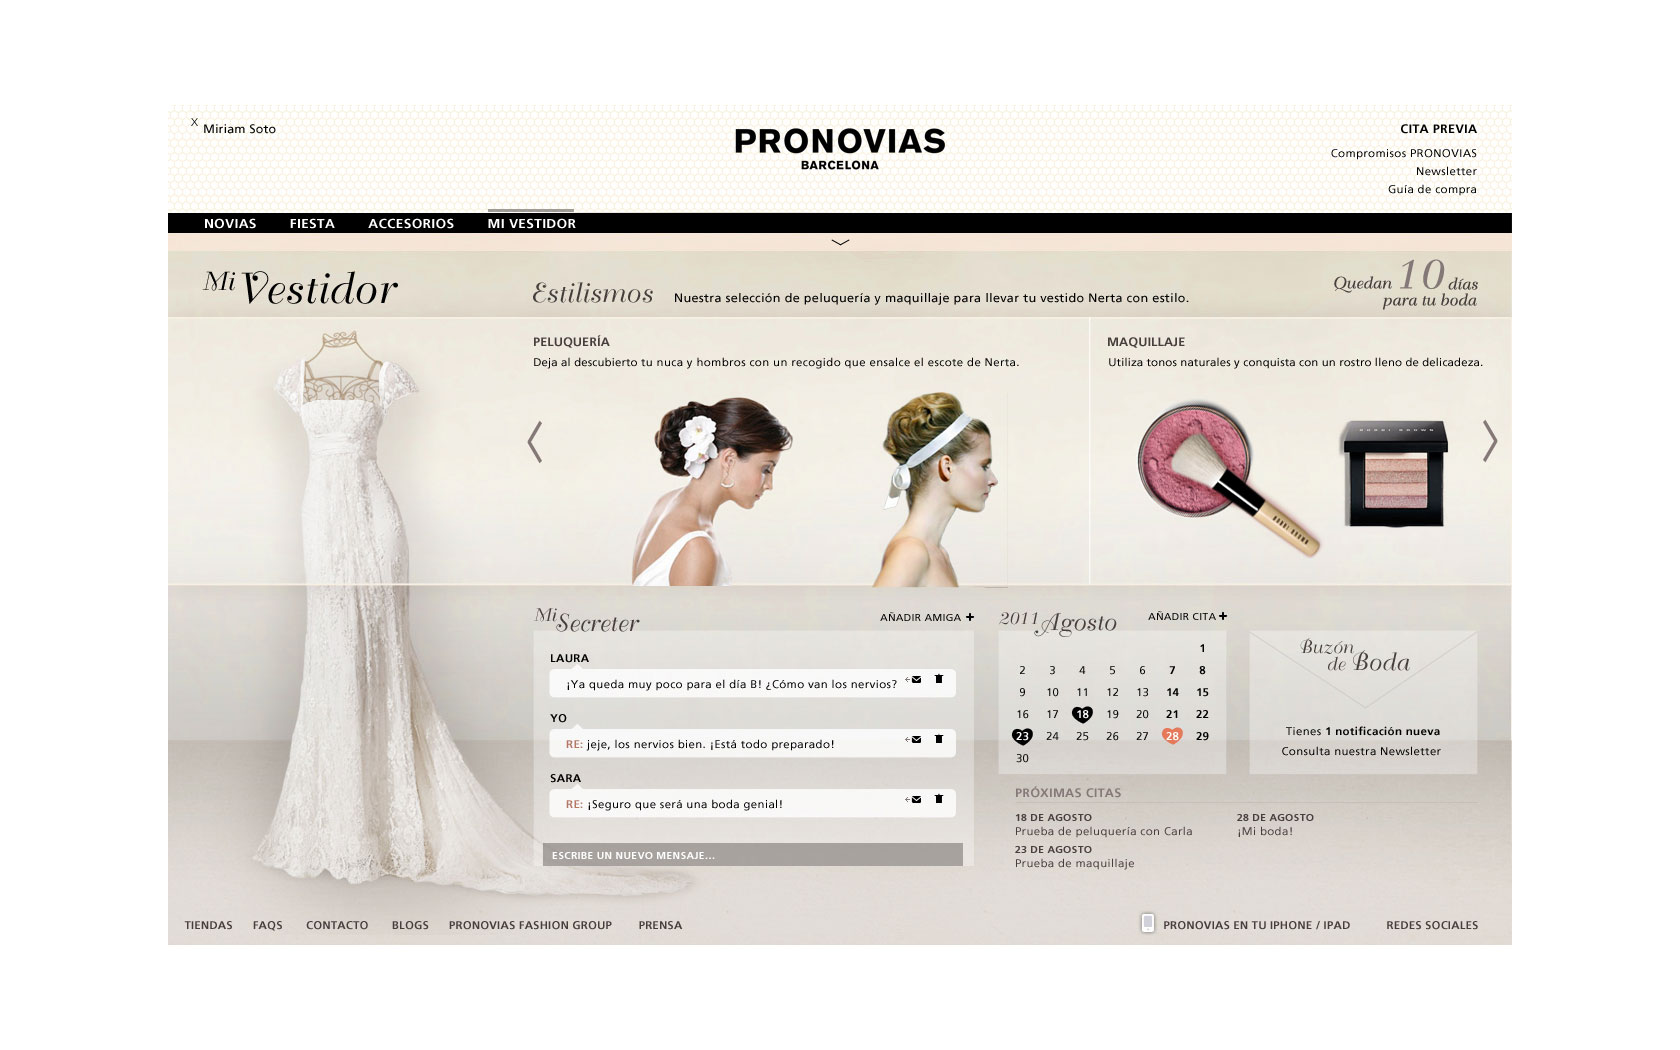 X Miriam Soto
PRONOVIAS
BARCELONA
CITA PREVIA
Compromisos PRONOVIAS
Newsletter
Guía de compra
NOVIAS FIESTA ACCESORIOS MI VESTIDOR
Mi Vestidor
Estilismos Nuestra selección de peluquería y maquillaje para llevar tu vestido Nerta con estilo.
Quedan 10 días
para tu boda
PELUQUERÍA
Deja al descubierto tu nuca y hombros con un recogido que ensalce el escote de Nerta.
MAQUILLAJE
Utiliza tonos naturales y conquista con un rostro lleno de delicadeza.
BOBBI BROWN
BOBBI BROWN
Mi Secreter
AÑADIR AMIGA +
LAURA
¡Ya queda muy poco para el día B! ¿Cómo van los nervios?
YO
RE: jeje, los nervios bien. ¡Está todo preparado!
SARA
RE: ¡Seguro que será una boda genial!
ESCRIBE UN NUEVO MENSAJE...
2011 Agosto
AÑADIR CITA +
1
2 3 4 5 6 7 8
9 10 11 12 13 14 15
16 17 18 19 20 21 22
23 24 25 26 27 28 29
30
PRÓXIMAS CITAS
18 DE AGOSTO
Prueba de peluquería con Carla
23 DE AGOSTO
Prueba de maquillaje
28 DE AGOSTO
¡Mi boda!
Buzón
de Boda
Tienes 1 notificación nueva
Consulta nuestra Newsletter
TIENDAS FAQS CONTACTO BLOGS PRONOVIAS FASHION GROUP PRENSA
PRONOVIAS EN TU IPHONE / IPAD REDES SOCIALES